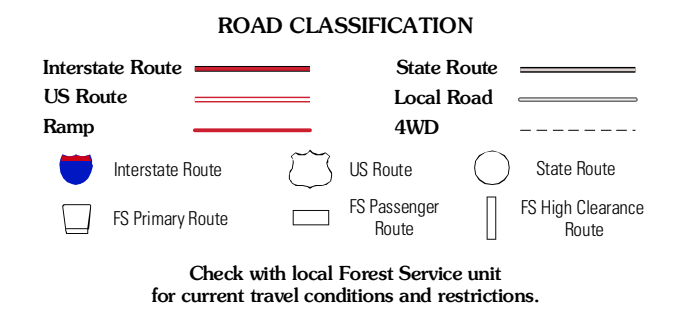 ROAD CLASSIFICATION
Interstate Route
State Route
US Route
Local Road
Ramp
4WD
Interstate Route
US Route
State Route
FS Primary Route
FS Passenger
Route
FS High Clearance
Route
Check with local Forest Service unit
for current travel conditions and restrictions.